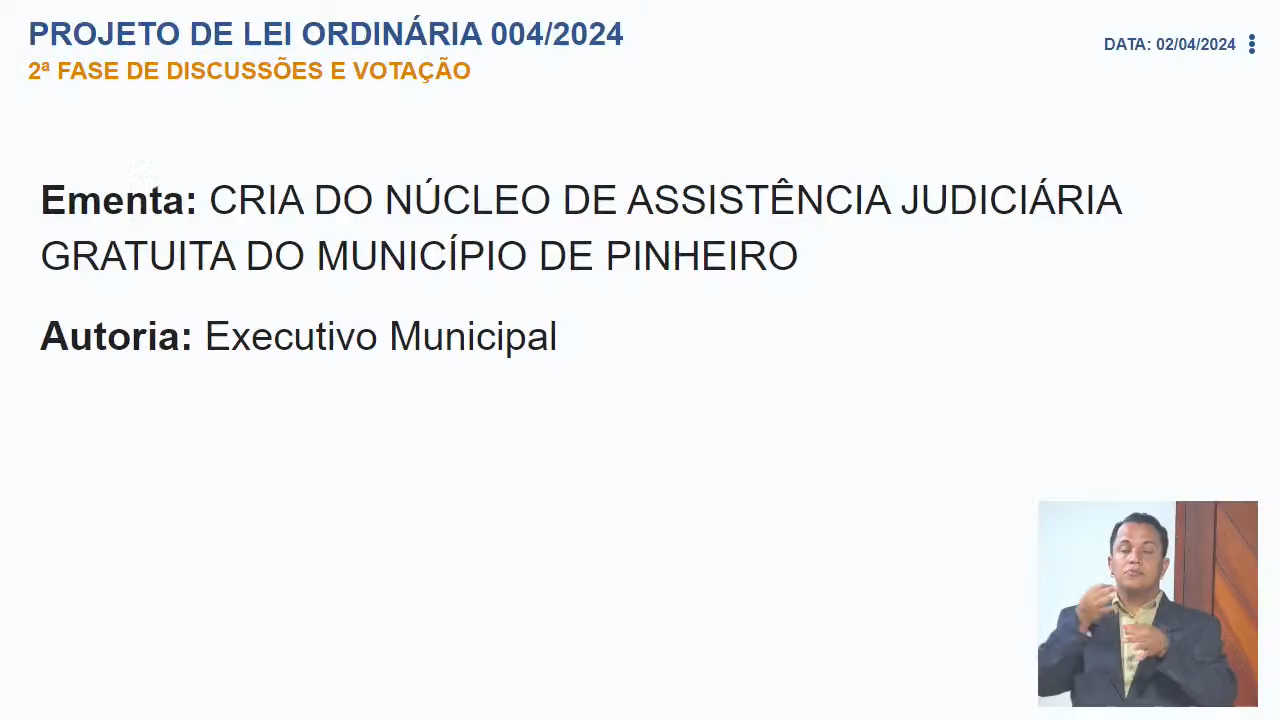 PROJETO DE LEI ORDINÁRIA 004/2024
DATA: 02/04/2024
2ª FASE DE DISCUSSÕES E VOTAÇÃO
Ementa: CRIA DO NÚCLEO DE ASSISTÊNCIA JUDICIÁRIA
GRATUITA DO MUNICÍPIO DE PINHEIRO
Autoria: Executivo Municipal